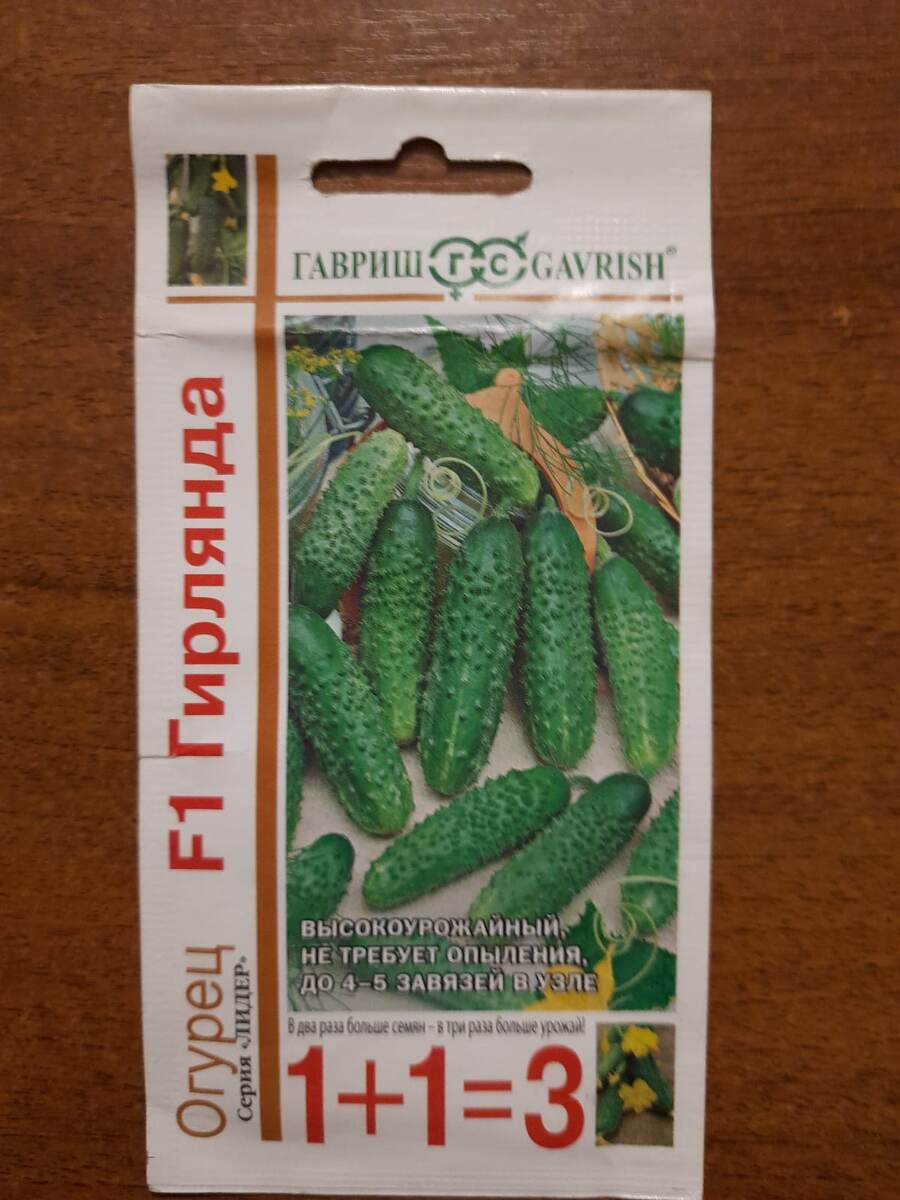 ГАВРИШ ГС GAVRISH®
Огурец F1 Гирлянда
Серия «ЛИДЕР»
ВЫСОКОУРОЖАЙНЫЙ,
НЕ ТРЕБУЕТ ОПЫЛЕНИЯ,
ДО 4-5 ЗАВЯЗЕЙ В УЗЛЕ
В два раза больше семян – в три раза больше урожай!
1+1=3